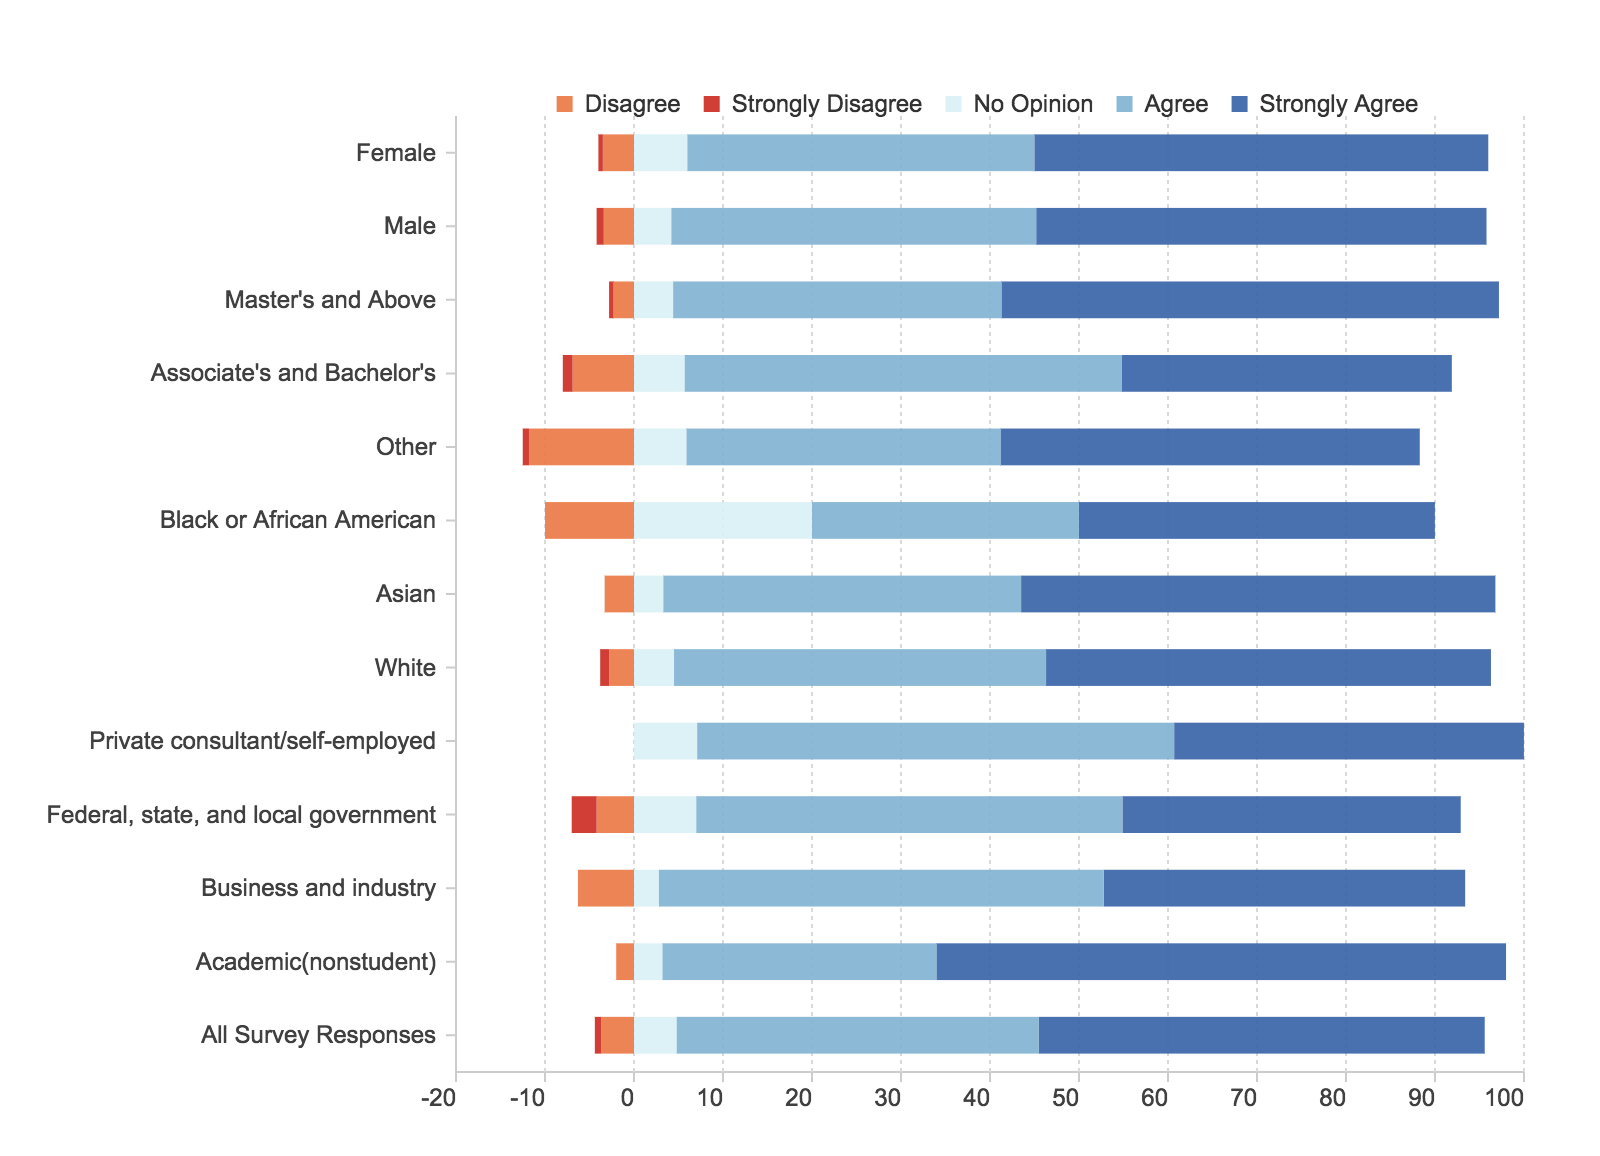 Disagree Strongly Disagree No Opinion Agree Strongly Agree
Female
Male
Master's and Above
Associate's and Bachelor's
Other
Black or African American
Asian
White
Private consultant/self-employed
Federal, state, and local government
Business and industry
Academic(nonstudent)
All Survey Responses
-20 -10 0 10 20 30 40 50 60 70 80 90 100